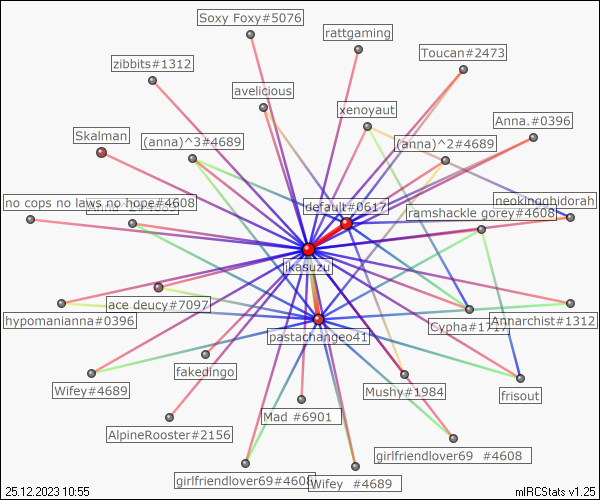 Soxy Foxy#5076
rattgaming
Toucan#2473
zibbits#1312
avelicious
xenoyaut
Anna.#0396
Skalman
(anna)^3#4689
(anna)^2#4689
no cops no laws no hope#4608
default#0617
neokinghidorah
ramshackle gorey#4608
jikasuzu
ace deucy#7097
hypomanianna#0396
Cypha#1717
Annarchist#1312
pastachangeo41
fakedingo
Wifey#4689
Mushy#1984
frisout
Mad #6901
AlpineRooster#2156
girlfriendlover69 #4608
girlfriendlover69#4608
Wifey #4689
25.12.2023 10:55
mIRCStats v1.25